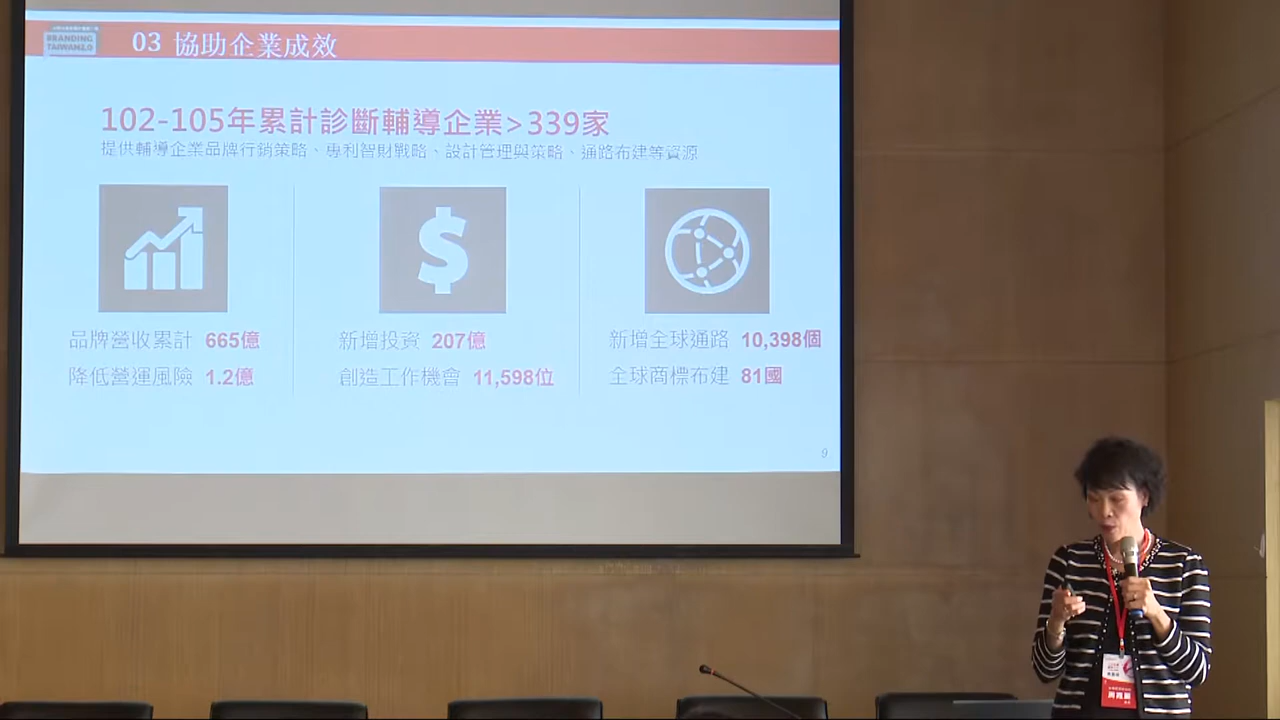 BRANDING
TAIWAN2.0
03 協助企業成效
102-105年累計診斷輔導企業>339家
提供輔導企業品牌行銷策略、專利智財戰略、設計管理與策略、通路布建等資源
品牌營收累計 665億
新增投資 207億
新增全球通路 10,398個
降低營運風險 1.2億
創造工作機會 11,598位
全球商標布建 81國
9